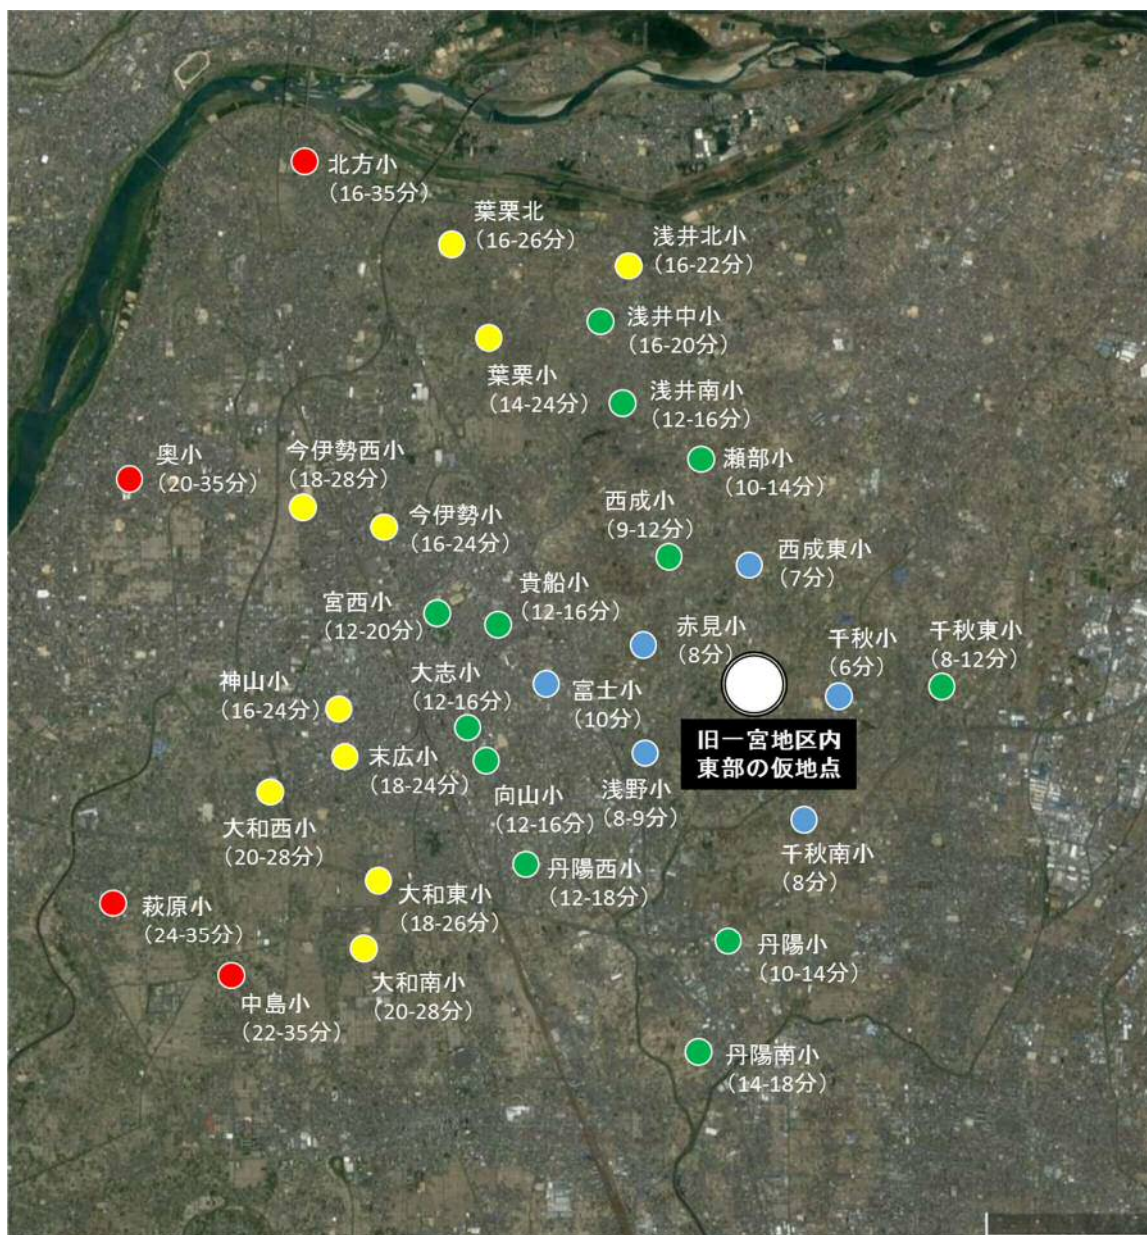 北方小
（16-35分）
葉栗北
（16-26分）
浅井北小
（16-22分）
浅井中小
（16-20分）
葉栗小
（14-24分）
浅井南小
（12-16分）
奥小
（20-35分）
今伊勢西小
（18-28分）
瀬部小
（10-14分）
西成小
（9-12分）
今伊勢小
（16-24分）
西成東小
（7分）
貴船小
（12-16分）
宮西小
（12-20分）
赤見小
（8分）
千秋小
（6分）
千秋東小
（8-12分）
大志小
（12-16分）
神山小
（16-24分）
富士小
（10分）
旧一宮地区内
東部の仮地点
末広小
（18-24分）
向山小
（12-16分）
浅野小
（8-9分）
大和西小
（20-28分）
千秋南小
（8分）
丹陽西小
（12-18分）
大和東小
（18-26分）
萩原小
（24-35分）
丹陽小
（10-14分）
大和南小
（20-28分）
中島小
（22-35分）
丹陽南小
（14-18分）